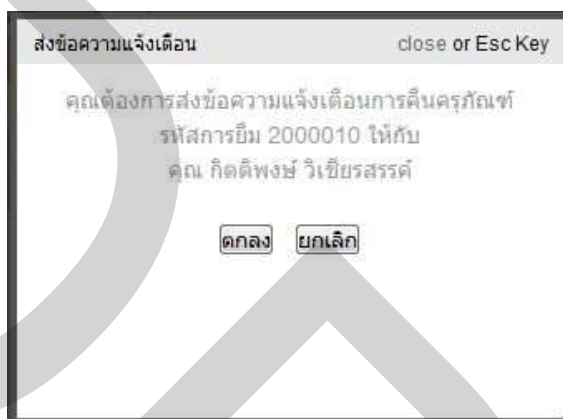 ส่งข้อความแจ้งเตือน close or Esc Key
คุณต้องการส่งข้อความแจ้งเตือนการคืนครุภัณฑ์
รหัสการยืม 2000010 ให้กับ
คุณ กิตติพงษ์ วิเชียรสรรค์
ตกลง ยกเลิก